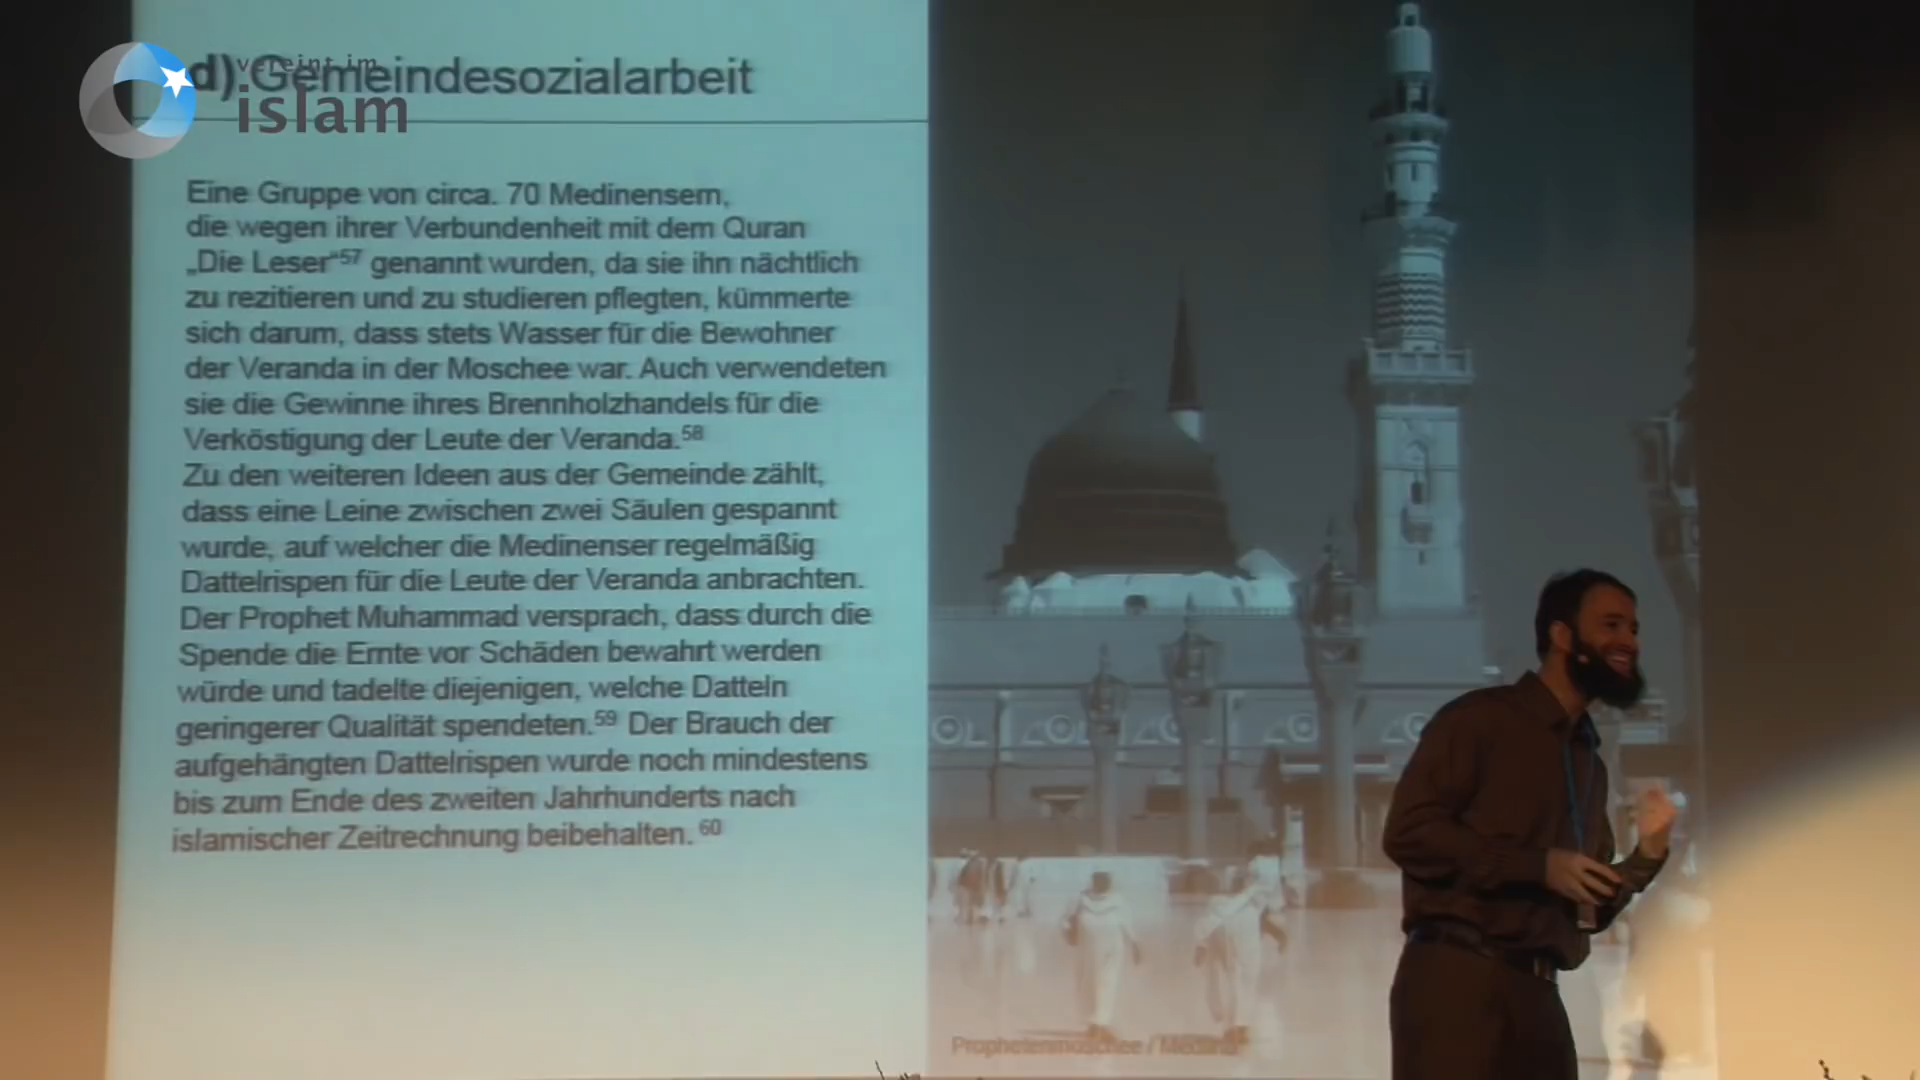 vereint im
islam
d) Gemeindesozialarbeit
Eine Gruppe von circa. 70 Medinensern,
die wegen ihrer Verbundenheit mit dem Quran
„Die Leser“⁵⁷ genannt wurden, da sie ihn nächtlich
zu rezitieren und zu studieren pflegten, kümmerte
sich darum, dass stets Wasser für die Bewohner
der Veranda in der Moschee war. Auch verwendeten
sie die Gewinne ihres Brennholzhandels für die
Verköstigung der Leute der Veranda.⁵⁸
Zu den weiteren Ideen aus der Gemeinde zählt,
dass eine Leine zwischen zwei Säulen gespannt
wurde, auf welcher die Medinenser regelmäßig
Dattelrispen für die Leute der Veranda anbrachten.
Der Prophet Muhammad versprach, dass durch die
Spende die Ernte vor Schäden bewahrt werden
würde und tadelte diejenigen, welche Datteln
geringerer Qualität spendeten.⁵⁹ Der Brauch der
aufgehängten Dattelrispen wurde noch mindestens
bis zum Ende des zweiten Jahrhunderts nach
islamischer Zeitrechnung beibehalten.⁶⁰
Prophetenmoschee / Medina